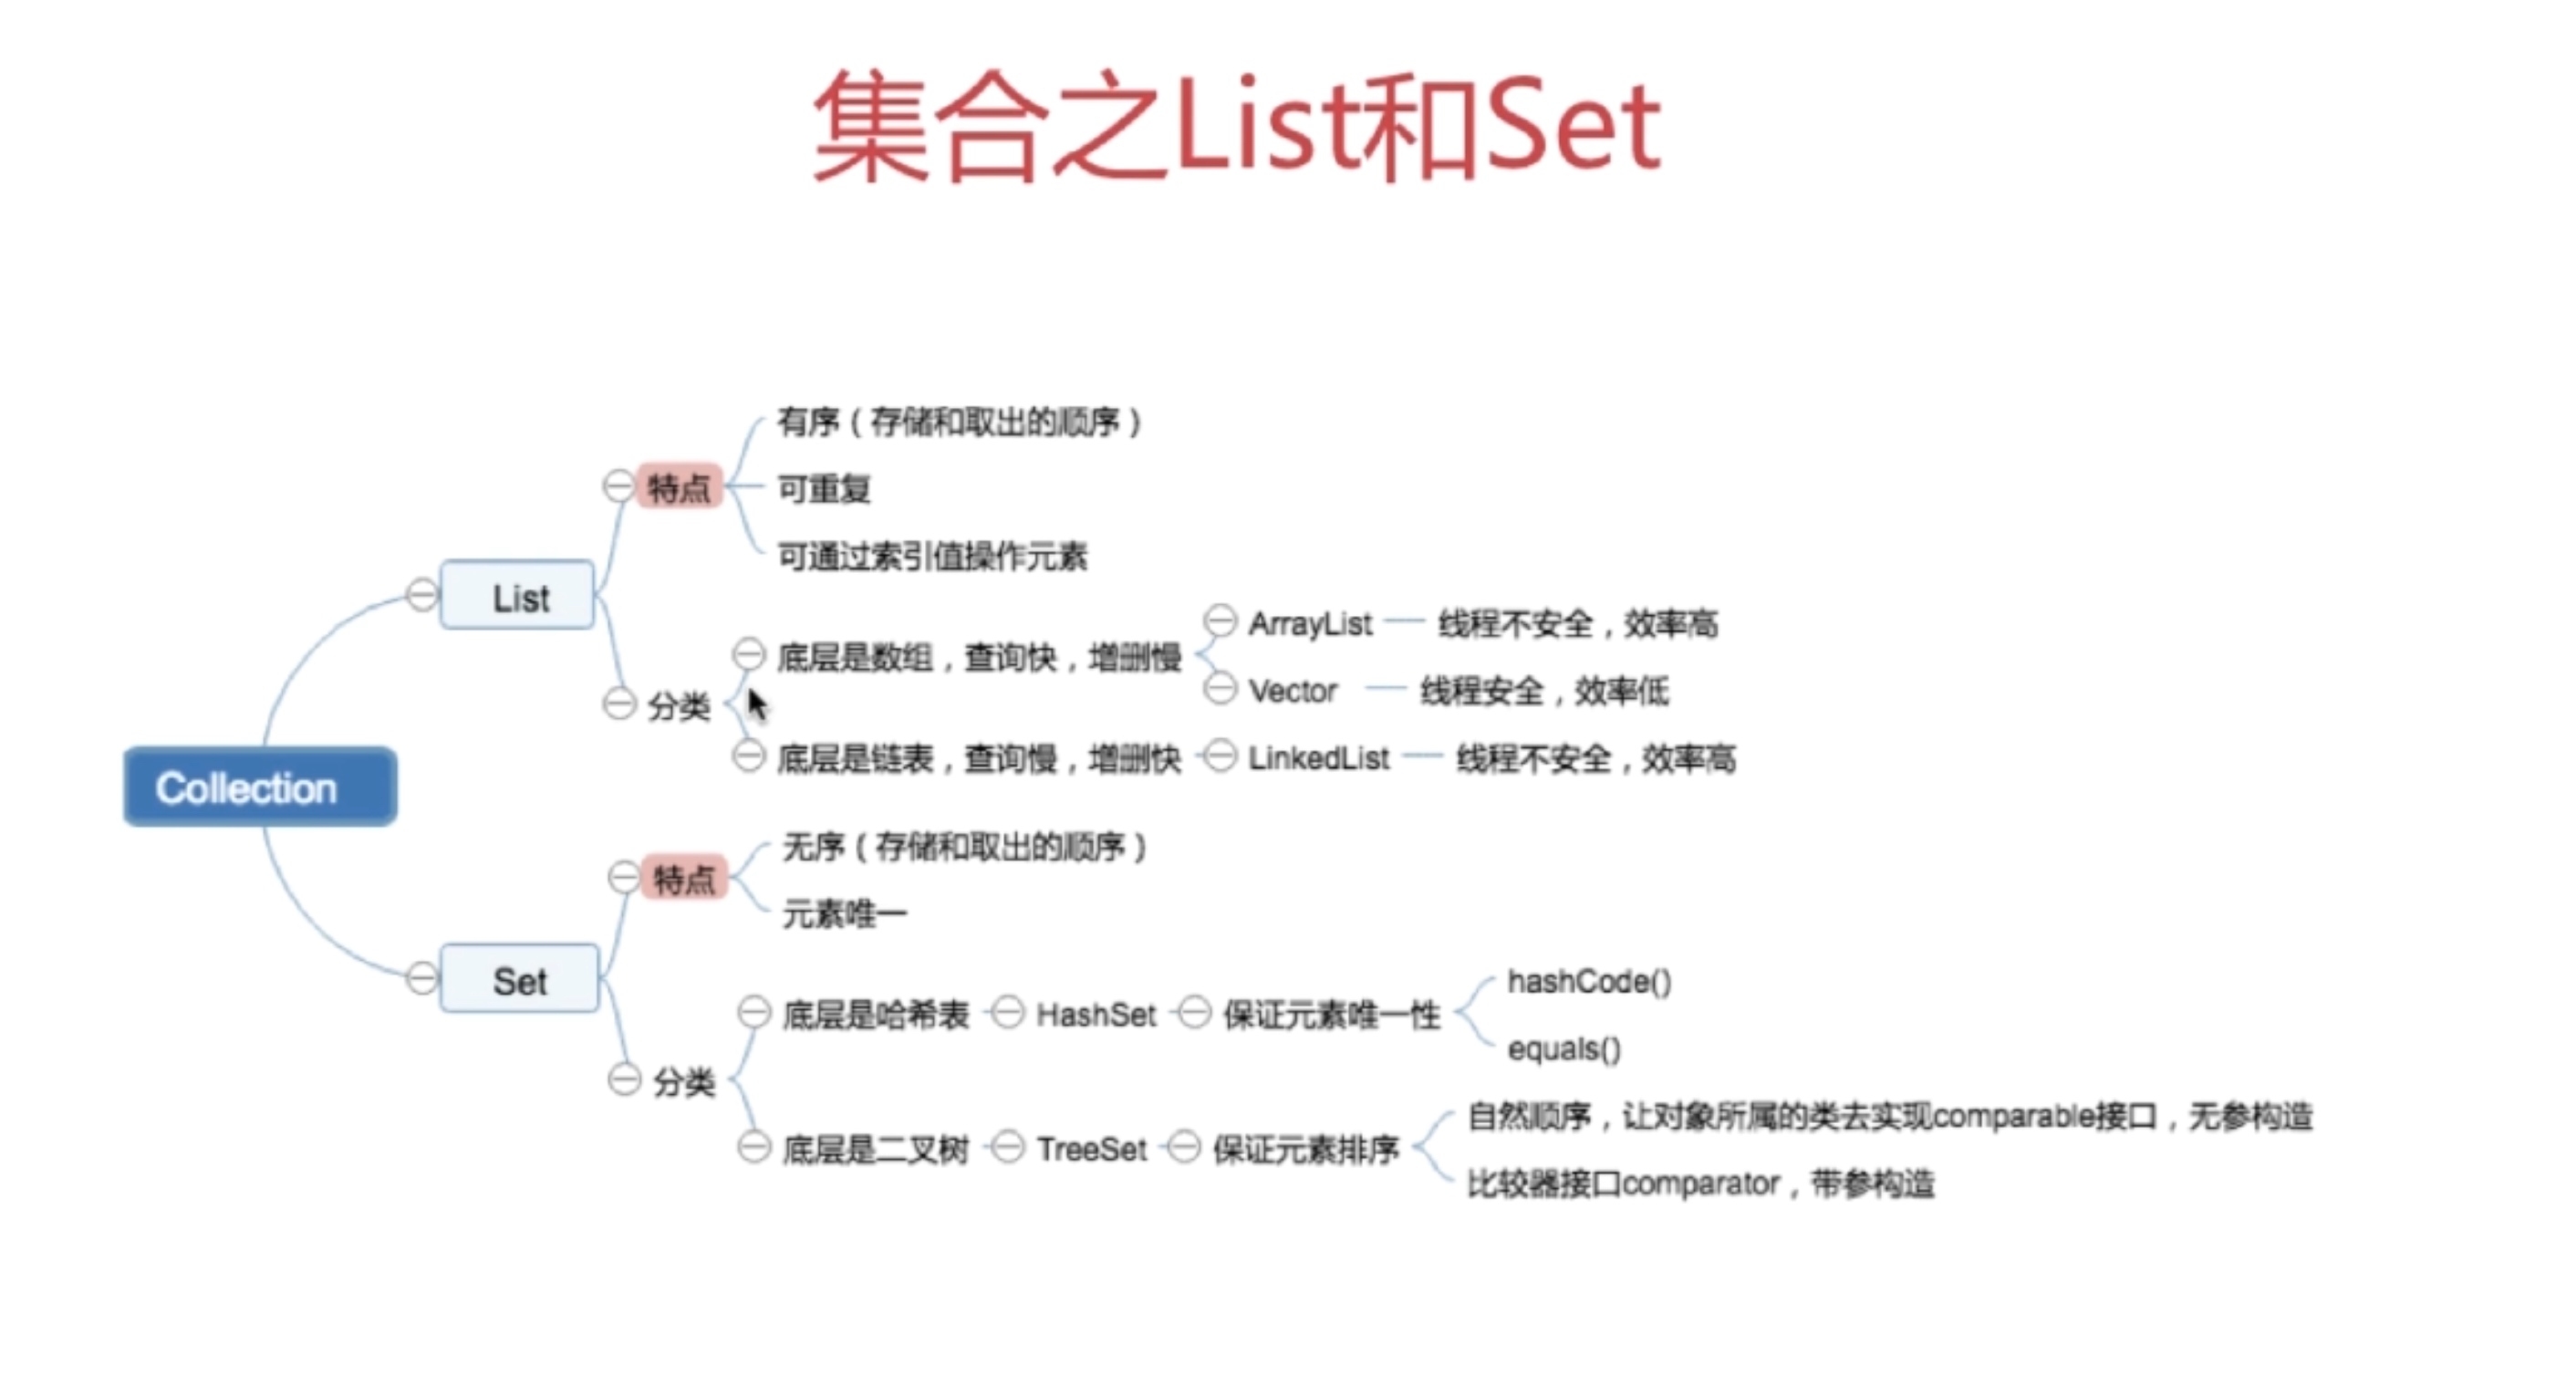 集合之List和Set
Collection
List
特点
有序（存储和取出的顺序）
可重复
可通过索引值操作元素
分类
底层是数组，查询快，增删慢
ArrayList
线程不安全，效率高
Vector
线程安全，效率低
底层是链表，查询慢，增删快
LinkedList
线程不安全，效率高
Set
特点
无序（存储和取出的顺序）
元素唯一
分类
底层是哈希表
HashSet
保证元素唯一性
hashCode()
equals()
底层是二叉树
TreeSet
保证元素排序
自然顺序，让对象所属的类去实现comparable接口，无参构造
比较器接口comparator，带参构造